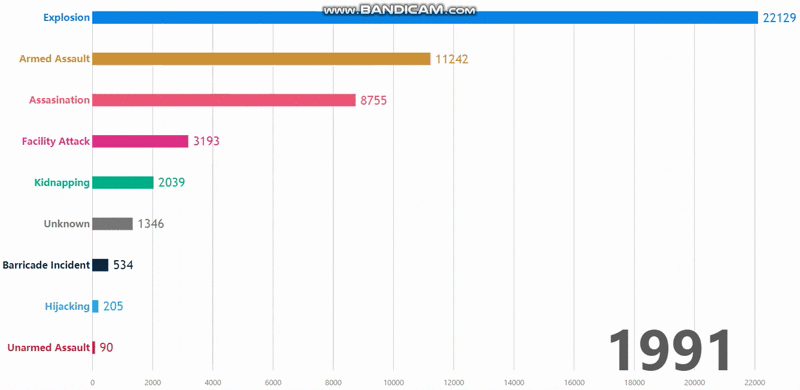 www.BANDICAM.com
Explosion 22129
Armed Assault 11242
Assasination 8755
Facility Attack 3193
Kidnapping 2039
Unknown 1346
Barricade Incident 534
Hijacking 205
Unarmed Assault 90
1991
0 2000 4000 6000 8000 10000 12000 14000 16000 18000 20000 22000